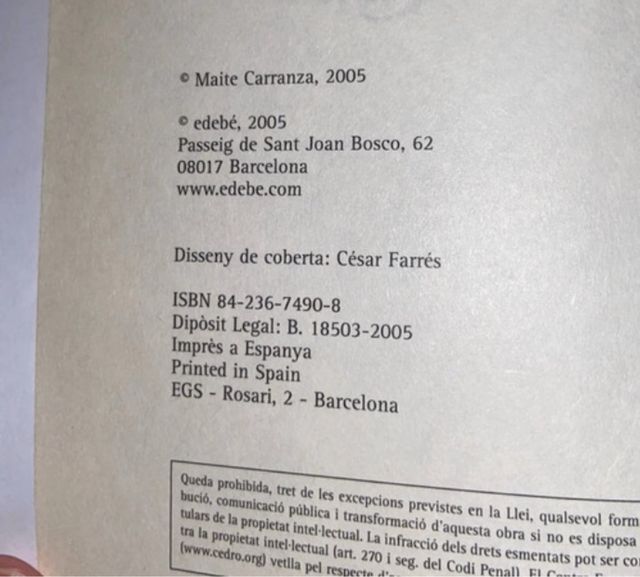 © Maite Carranza, 2005
© edebé, 2005
Passeig de Sant Joan Bosco, 62
08017 Barcelona
www.edebe.com
Disseny de coberta: César Farrés
ISBN 84-236-7490-8
Dipòsit Legal: B. 18503-2005
Imprès a Espanya
Printed in Spain
EGS - Rosari, 2 - Barcelona
Queda prohibida, tret de les excepcions previstes en la Llei, qualsevol form
bució, comunicació pública i transformació d'aquesta obra si no es disposa
tulars de la propietat intel·lectual. La infracció dels drets esmentats pot ser co
tra la propietat intel·lectual (art. 270 i seg. del Codi Penal). El
(www.cedro.org) vetlla pel respecte